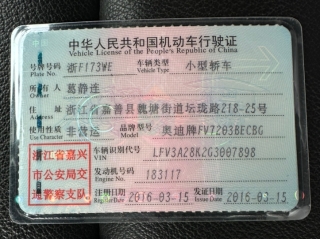 中华人民共和国机动车行驶证
Vehicle License of the People's Republic of China
号牌号码 浙F173WE 车辆类型 小型轿车
Plate No. Vehicle Type
所有人 葛静连
Owner
住址 浙江省嘉善县魏塘街道坛珑路218-25号
Address
使用性质 非营运 品牌型号 奥迪牌FV7203BECBG
Use Character Model
浙江省嘉兴
市公安局交
通警察支队
车辆识别代号 LFV3A28K2G3007898
VIN
发动机号码 183117
Engine No.
注册日期 2016-03-15 发证日期 2016-03-15
Register Date Issue Date